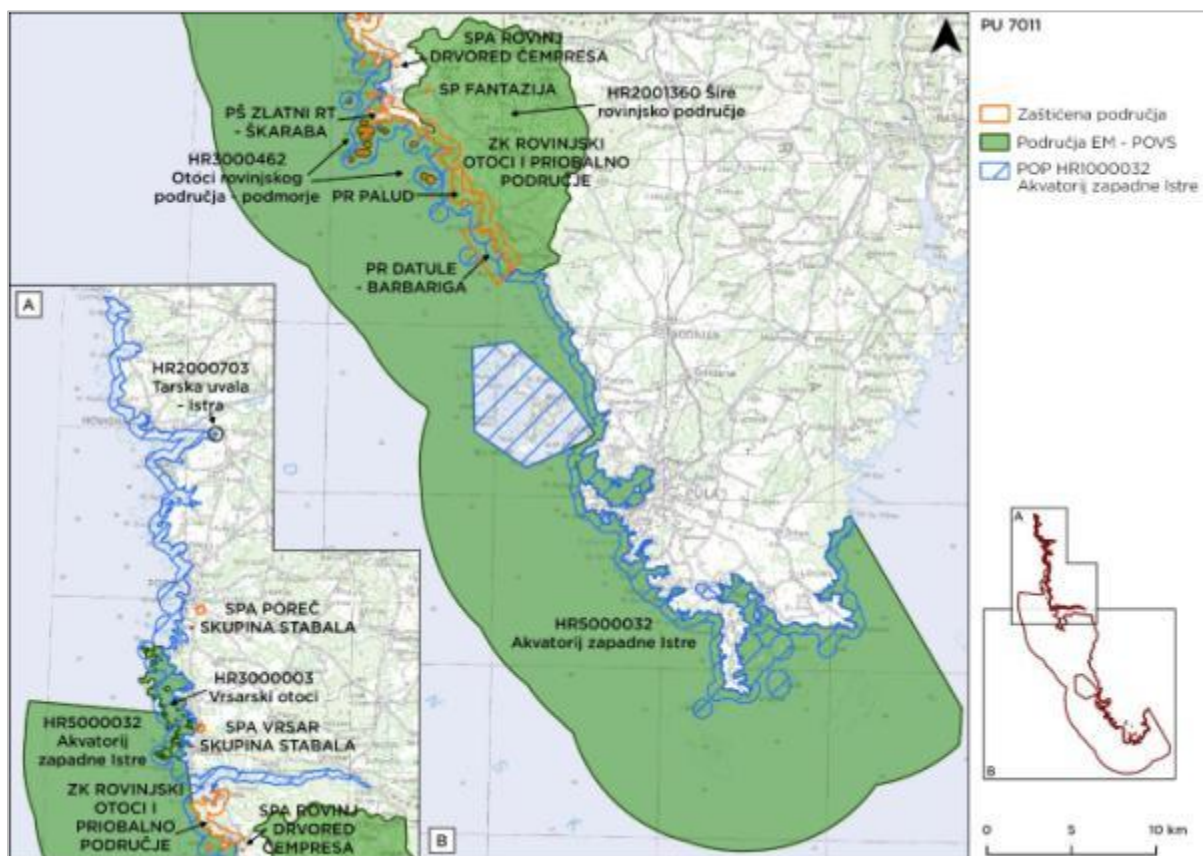 PU 7011
Zaštićena područja
Područja EM - POVS
POP HR1000032
Akvatorij zapadne Istre
SPA ROVINJ
DRVORED ČEMPRESA
SP FANTAZIJA
HR2001360 Šire
rovinjsko područje
PŠ ZLATNI RT
- ŠKARABA
ZK ROVINJSKI
OTOCI I PRIOBALNO
PODRUČJE
HR3000462
Otoci rovinjskog
područja - podmorje
PR PALUD
PR DATULE
- BARBARIGA
A
HR2000703
Tarska uvala
- Istra
PULA
HR5000032
Akvatorij zapadne Istre
SPA POREČ
SKUPINA STABALA
HR3000003
Vrsarski otoci
HR5000032
Akvatorij
zapadne Istre
SPA VRSAR
SKUPINA STABALA
ZK ROVINJSKI
OTOCI I
PRIOBALNO
PODRUČJE
SPA ROVINJ
- DRVORED
ČEMPRESA
B
A
B
0 5 10 km